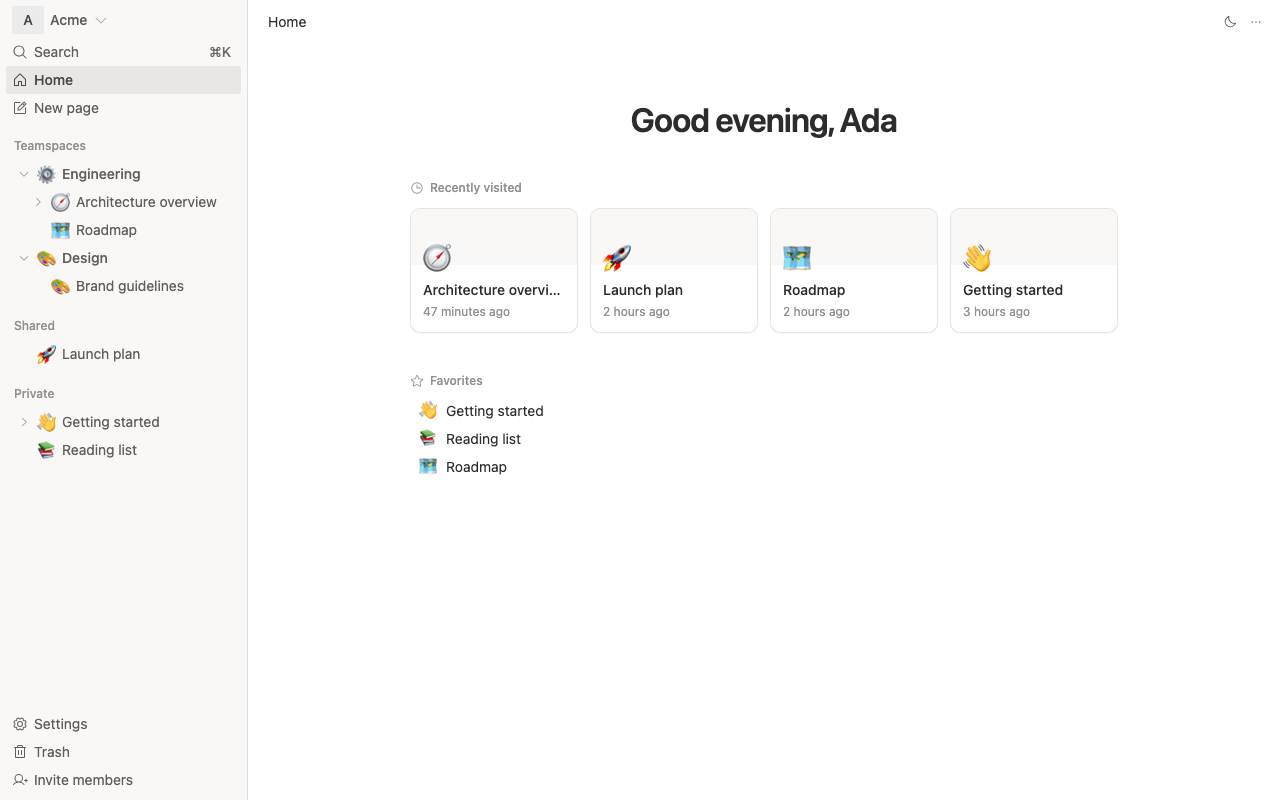 A Acme
Search ⌘K
Home
New page
Teamspaces
Engineering
Architecture overview
Roadmap
Design
Brand guidelines
Shared
Launch plan
Private
Getting started
Reading list
Settings
Trash
Invite members
Home
Good evening, Ada
Recently visited
Architecture overvi...
47 minutes ago
Launch plan
2 hours ago
Roadmap
2 hours ago
Getting started
3 hours ago
Favorites
Getting started
Reading list
Roadmap